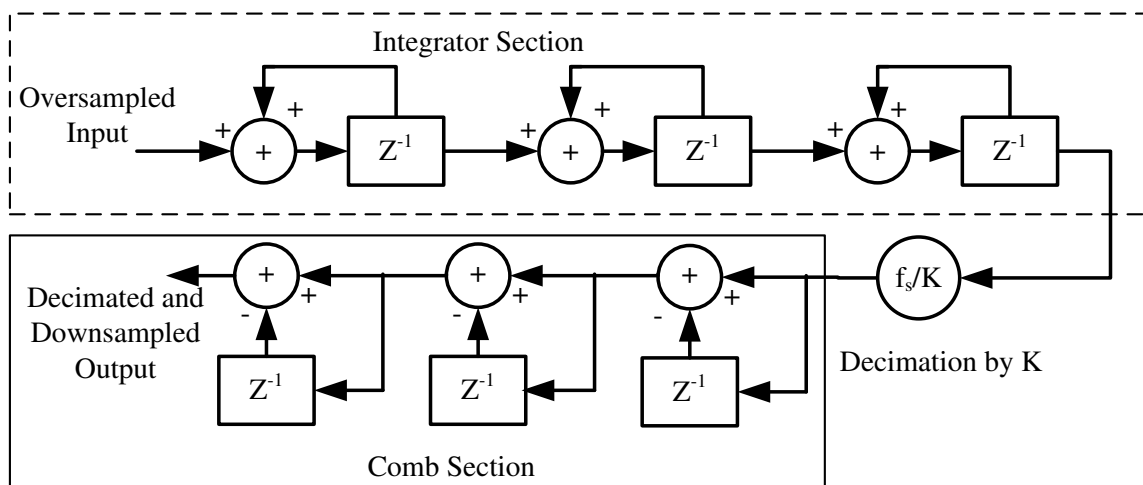 Integrator Section
Oversampled
Input
+
+
+
Z-1
+
+
+
Z-1
+
+
+
Z-1
fs/K
Decimation by K
+
+
-
Z-1
+
+
-
Z-1
+
+
-
Z-1
Decimated and
Downsampled
Output
Comb Section